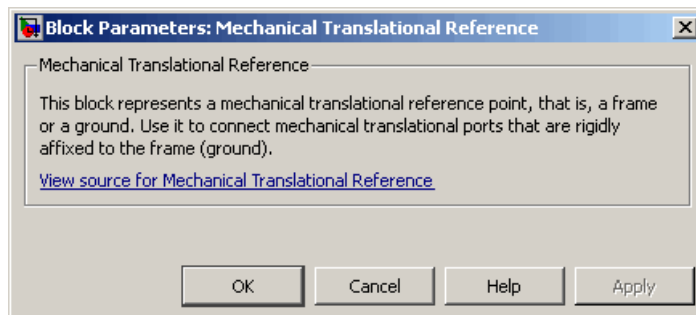 Block Parameters: Mechanical Translational Reference
Mechanical Translational Reference
This block represents a mechanical translational reference point, that is, a frame
or a ground. Use it to connect mechanical translational ports that are rigidly
affixed to the frame (ground).
View source for Mechanical Translational Reference
OK Cancel Help Apply